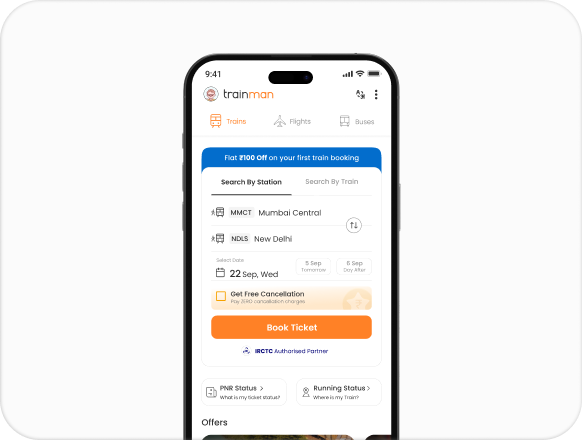 9:41
trainman
Trains Flights Buses
Flat ₹100 Off on your first train booking
Search By Station Search By Train
MMCT Mumbai Central
NDLS New Delhi
Select Date
22 Sep, Wed
5 Sep
Tomorrow
6 Sep
Day After
Get Free Cancellation
Pay ZERO cancellation charges
Book Ticket
IRCTC Authorised Partner
PNR Status >
What is my ticket status?
Running Status >
Where is my Train?
Offers